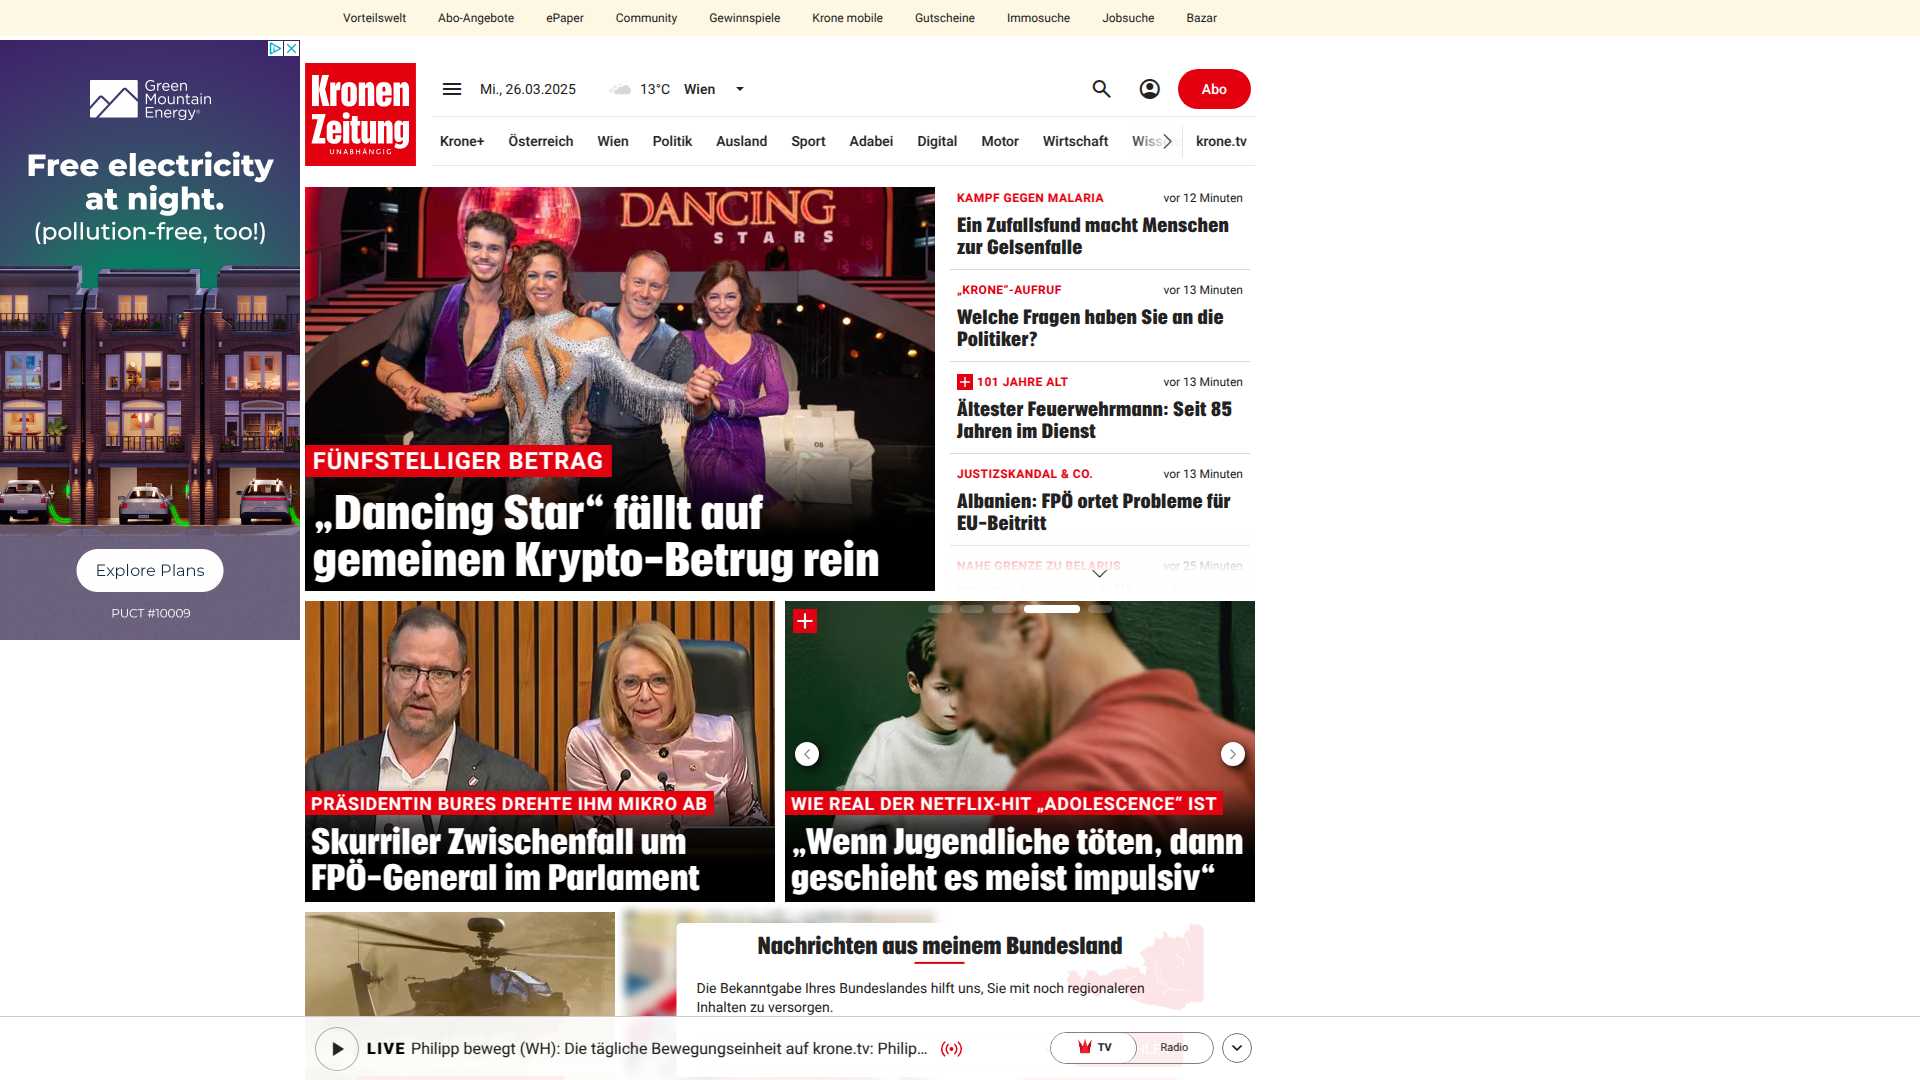 Vorteilswelt Abo-Angebote ePaper Community Gewinnspiele Krone mobile Gutscheine Immosuche Jobsuche Bazar
Green
Mountain
Energy
Free electricity
at night.
(pollution-free, too!)
Explore Plans
PUCT #10009
Kronen
Zeitung
UNABHÄNGIG
Mi., 26.03.2025 13°C Wien
Abo
Krone+ Österreich Wien Politik Ausland Sport Adabei Digital Motor Wirtschaft Wiss krone.tv
DANCING
STARS
FÜNFSTELLIGER BETRAG
„Dancing Star“ fällt auf
gemeinen Krypto-Betrug rein
KAMPF GEGEN MALARIA vor 12 Minuten
Ein Zufallsfund macht Menschen
zur Gelsenfalle
„KRONE“-AUFRUF vor 13 Minuten
Welche Fragen haben Sie an die
Politiker?
101 JAHRE ALT vor 13 Minuten
Ältester Feuerwehrmann: Seit 85
Jahren im Dienst
JUSTIZSKANDAL & CO. vor 13 Minuten
Albanien: FPÖ ortet Probleme für
EU-Beitritt
NAHE GRENZE ZU BELARUS vor 25 Minuten
PRÄSIDENTIN BURES DREHTE IHM MIKRO AB
Skurriler Zwischenfall um
FPÖ-General im Parlament
WIE REAL DER NETFLIX-HIT „ADOLESCENCE“ IST
„Wenn Jugendliche töten, dann
geschieht es meist impulsiv“
Nachrichten aus meinem Bundesland
Die Bekanntgabe Ihres Bundeslandes hilft uns, Sie mit noch regionaleren
Inhalten zu versorgen.
LIVE Philipp bewegt (WH): Die tägliche Bewegungseinheit auf krone.tv: Philip...
TV Radio